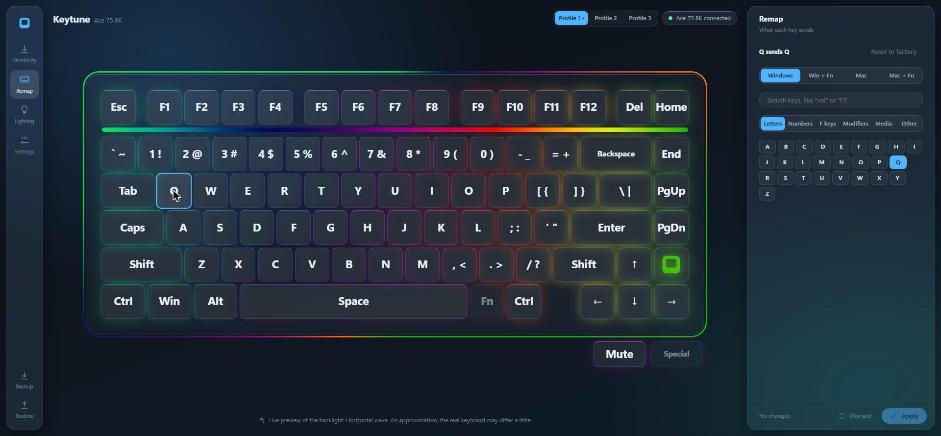 Keytune Ace 75.8K
Profile 1 •
Profile 2
Profile 3
Ace 75.8K connected
Sensitivity
Remap
Lighting
Settings
Backup
Restore
Esc F1 F2 F3 F4 F5 F6 F7 F8 F9 F10 F11 F12 Del Home
` ~ 1 ! 2 @ 3 # 4 $ 5 % 6 ^ 7 & 8 * 9 ( 0 ) - _ = + Backspace End
Tab Q W E R T Y U I O P [ { ] } \ | PgUp
Caps A S D F G H J K L ; : ' " Enter PgDn
Shift Z X C V B N M , < . > / ? Shift ↑
Ctrl Win Alt Space Fn Ctrl ← ↓ →
Mute Special
Live preview of the backlight: Horizontal wave. An approximation, the real keyboard may differ a little.
Remap
What each key sends
Q sends Q
Reset to factory
Windows Win + Fn Mac Mac + Fn
Search keys, like "vol" or "F5"
Letters Numbers F keys Modifiers Media Other
A B C D E F G H I
J K L M N O P Q
R S T U V W X Y
Z
No changes
Discard
Apply